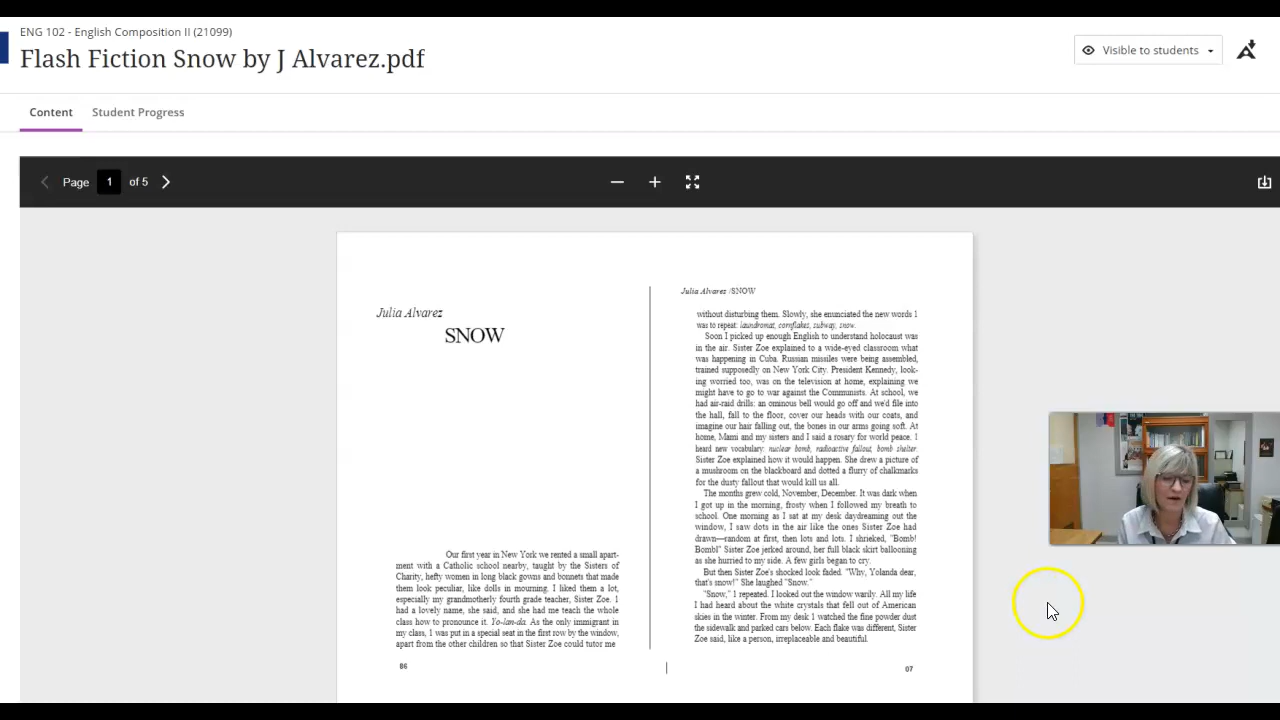 ENG 102 - English Composition II (21099)
Flash Fiction Snow by J Alvarez.pdf
Visible to students
Content
Student Progress
Page 1 of 5
Julia Alvarez
SNOW
Our first year in New York we rented a small apart-
ment with a Catholic school nearby, taught by the Sisters of
Charity, hefty women in long black gowns and bonnets that made
them look peculiar, like dolls in mourning. I liked them a lot,
especially my grandmotherly fourth grade teacher, Sister Zoe. I
had a lovely name, she said, and she had me teach the whole
class how to pronounce it. Yo-lan-da. As the only immigrant in
my class, 1 was put in a special seat in the first row by the window,
apart from the other children so that Sister Zoe could tutor me
86
Julia Alvarez /SNOW
without disturbing them. Slowly, she enunciated the new words 1
was to repeat: laundromat, cornflakes, subway, snow.
Soon I picked up enough English to understand holocaust was
in the air. Sister Zoe explained to a wide-eyed classroom what
was happening in Cuba. Russian missiles were being assembled,
trained supposedly on New York City. President Kennedy, look-
ing worried too, was on the television at home, explaining we
might have to go to war against the Communists. At school, we
had air-raid drills: an ominous bell would go off and we'd file into
the hall, fall to the floor, cover our heads with our coats, and
imagine our hair falling out, the bones in our arms going soft. At
home, Mami and my sisters and I said a rosary for world peace. 1
heard new vocabulary: nuclear bomb, radioactive fallout, bomb shelter.
Sister Zoe explained how it would happen. She drew a picture of
a mushroom on the blackboard and dotted a flurry of chalkmarks
for the dusty fallout that would kill us all.
The months grew cold, November, December. It was dark when
I got up in the morning, frosty when I followed my breath to
school. One morning as I sat at my desk daydreaming out the
window, I saw dots in the air like the ones Sister Zoe had
drawn—random at first, then lots and lots. I shrieked, "Bomb!
Bombl" Sister Zoe jerked around, her full black skirt ballooning
as she hurried to my side. A few girls began to cry.
But then Sister Zoe's shocked look faded. "Why, Yolanda dear,
that's snow!" She laughed "Snow."
"Snow," 1 repeated. I looked out the window warily. All my life
I had heard about the white crystals that fell out of American
skies in the winter. From my desk 1 watched the fine powder dust
the sidewalk and parked cars below. Each flake was different, Sister
Zoe said, like a person, irreplaceable and beautiful.
07